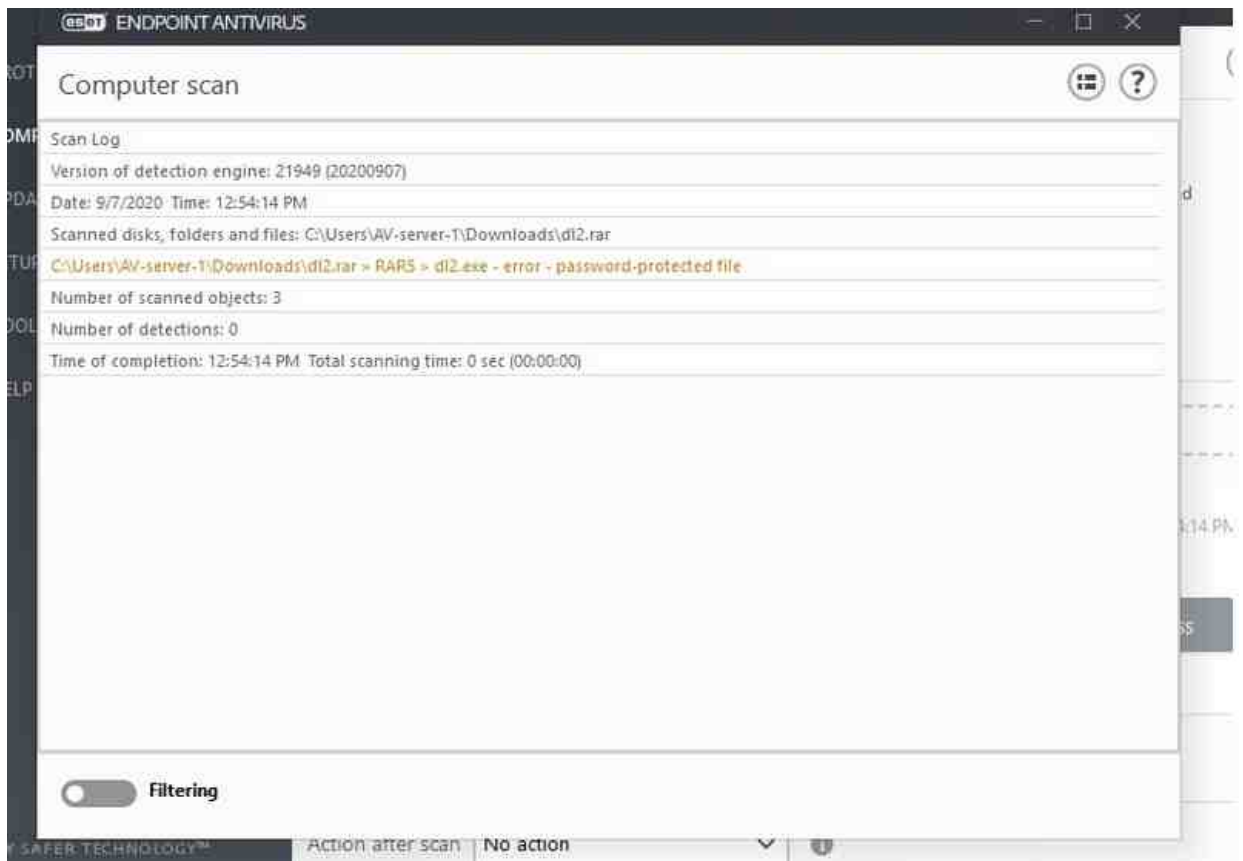 eset ENDPOINT ANTIVIRUS
Computer scan
?
Scan Log
Version of detection engine: 21949 (20200907)
Date: 9/7/2020 Time: 12:54:14 PM
Scanned disks, folders and files: C:\Users\AV-server-1\Downloads\dl2.rar
C:\Users\AV-server-1\Downloads\dl2.rar » RAR5 » dl2.exe - error - password-protected file
Number of scanned objects: 3
Number of detections: 0
Time of completion: 12:54:14 PM Total scanning time: 0 sec (00:00:00)
Filtering
SAFER TECHNOLOGY™
Action after scan No action